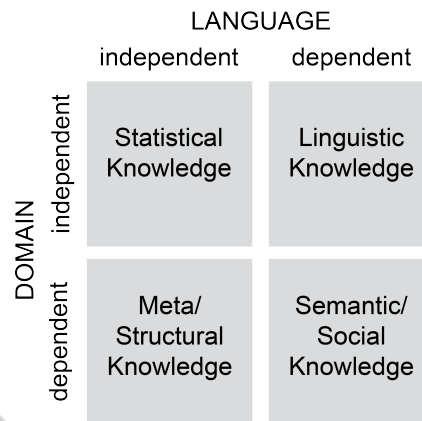 LANGUAGE
independent dependent
DOMAIN
independent
Statistical
Knowledge
Linguistic
Knowledge
dependent
Meta/
Structural
Knowledge
Semantic/
Social
Knowledge